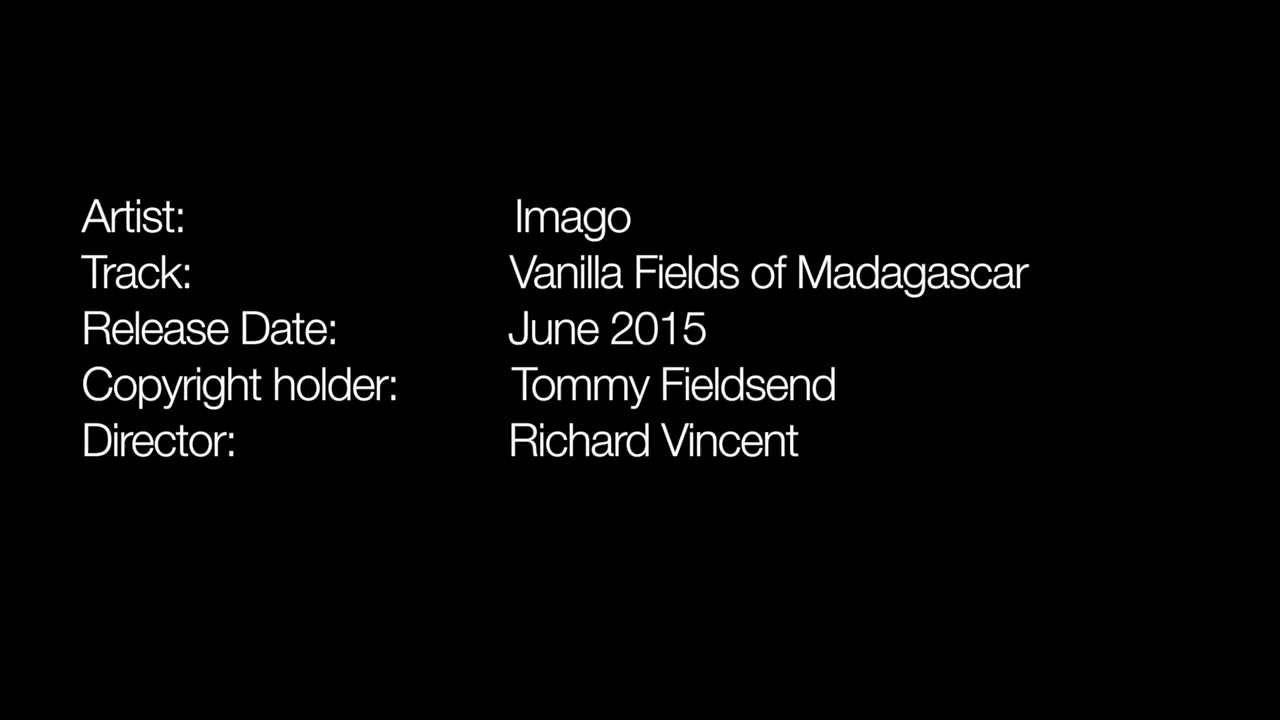 Artist: Imago
Track: Vanilla Fields of Madagascar
Release Date: June 2015
Copyright holder: Tommy Fieldsend
Director: Richard Vincent